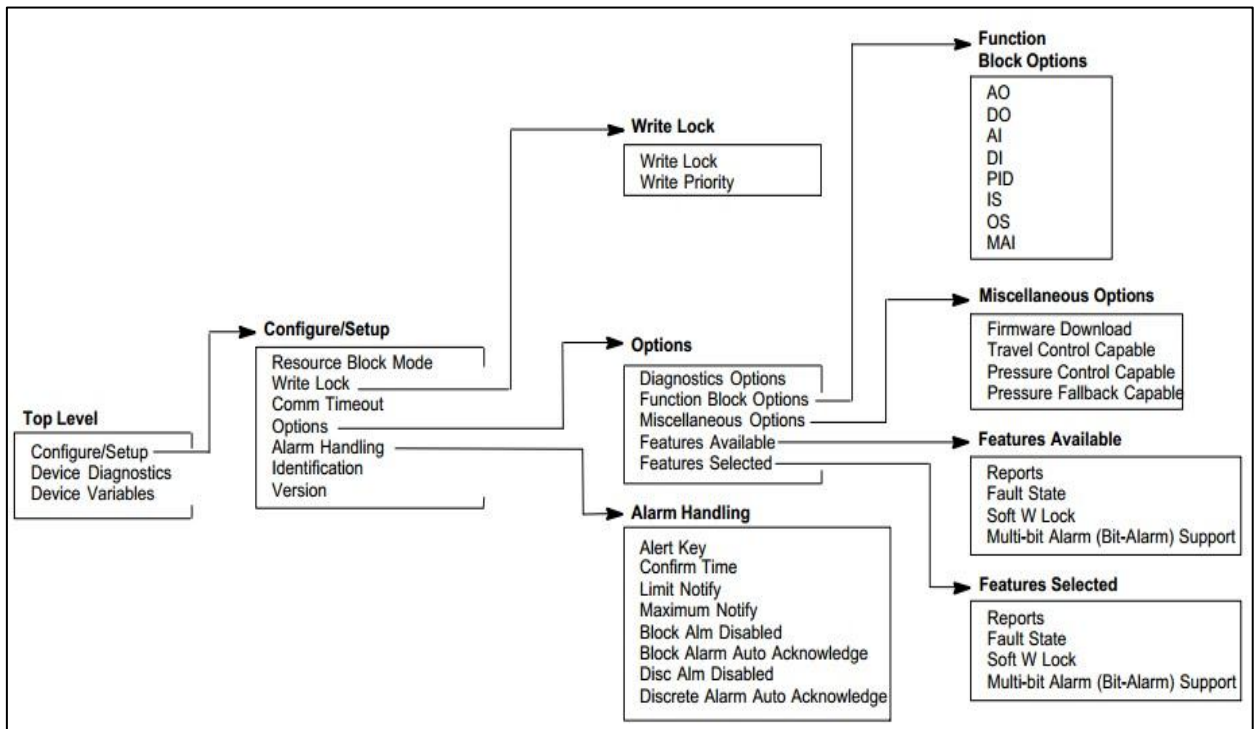 Top Level
Configure/Setup
Device Diagnostics
Device Variables
Configure/Setup
Resource Block Mode
Write Lock
Comm Timeout
Options
Alarm Handling
Identification
Version
Write Lock
Write Lock
Write Priority
Options
Diagnostics Options
Function Block Options
Miscellaneous Options
Features Available
Features Selected
Alarm Handling
Alert Key
Confirm Time
Limit Notify
Maximum Notify
Block Alm Disabled
Block Alarm Auto Acknowledge
Disc Alm Disabled
Discrete Alarm Auto Acknowledge
Function
Block Options
AO
DO
AI
DI
PID
IS
OS
MAI
Miscellaneous Options
Firmware Download
Travel Control Capable
Pressure Control Capable
Pressure Fallback Capable
Features Available
Reports
Fault State
Soft W Lock
Multi-bit Alarm (Bit-Alarm) Support
Features Selected
Reports
Fault State
Soft W Lock
Multi-bit Alarm (Bit-Alarm) Support